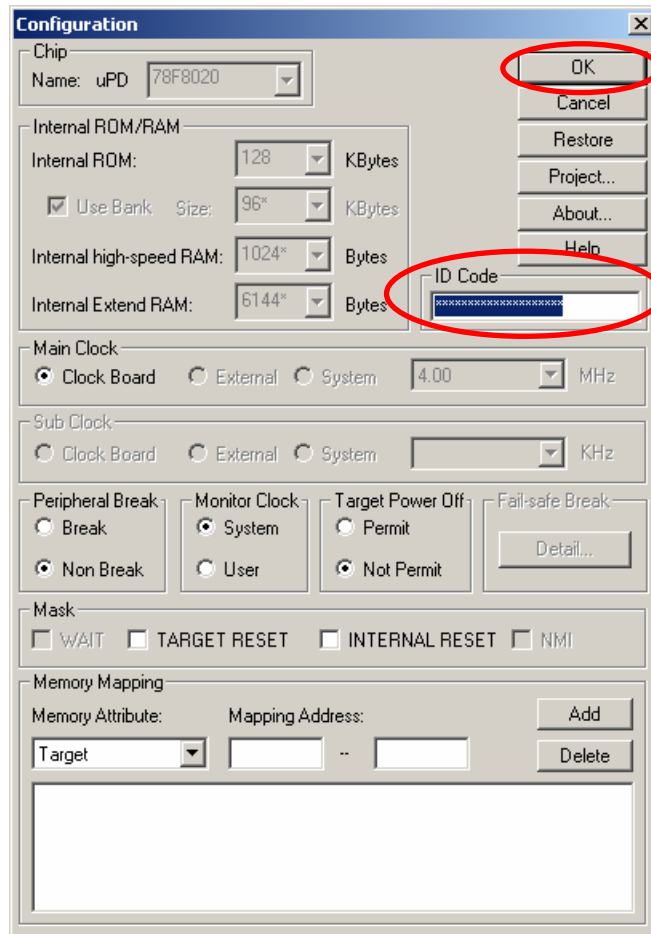 Configuration
Chip
Name: uPD 78F8020
OK
Cancel
Restore
Project...
About...
Help
Internal ROM/RAM
Internal ROM: 128 KBytes
Use Bank Size: 96* KBytes
Internal high-speed RAM: 1024* Bytes
Internal Extend RAM: 6144* Bytes
ID Code
********************
Main Clock
Clock Board External System 4.00 MHz
Sub Clock
Clock Board External System KHz
Peripheral Break
Break
Non Break
Monitor Clock
System
User
Target Power Off
Permit
Not Permit
Fail-safe Break
Detail...
Mask
WAIT TARGET RESET INTERNAL RESET NMI
Memory Mapping
Memory Attribute: Mapping Address: Add
Target -- Delete